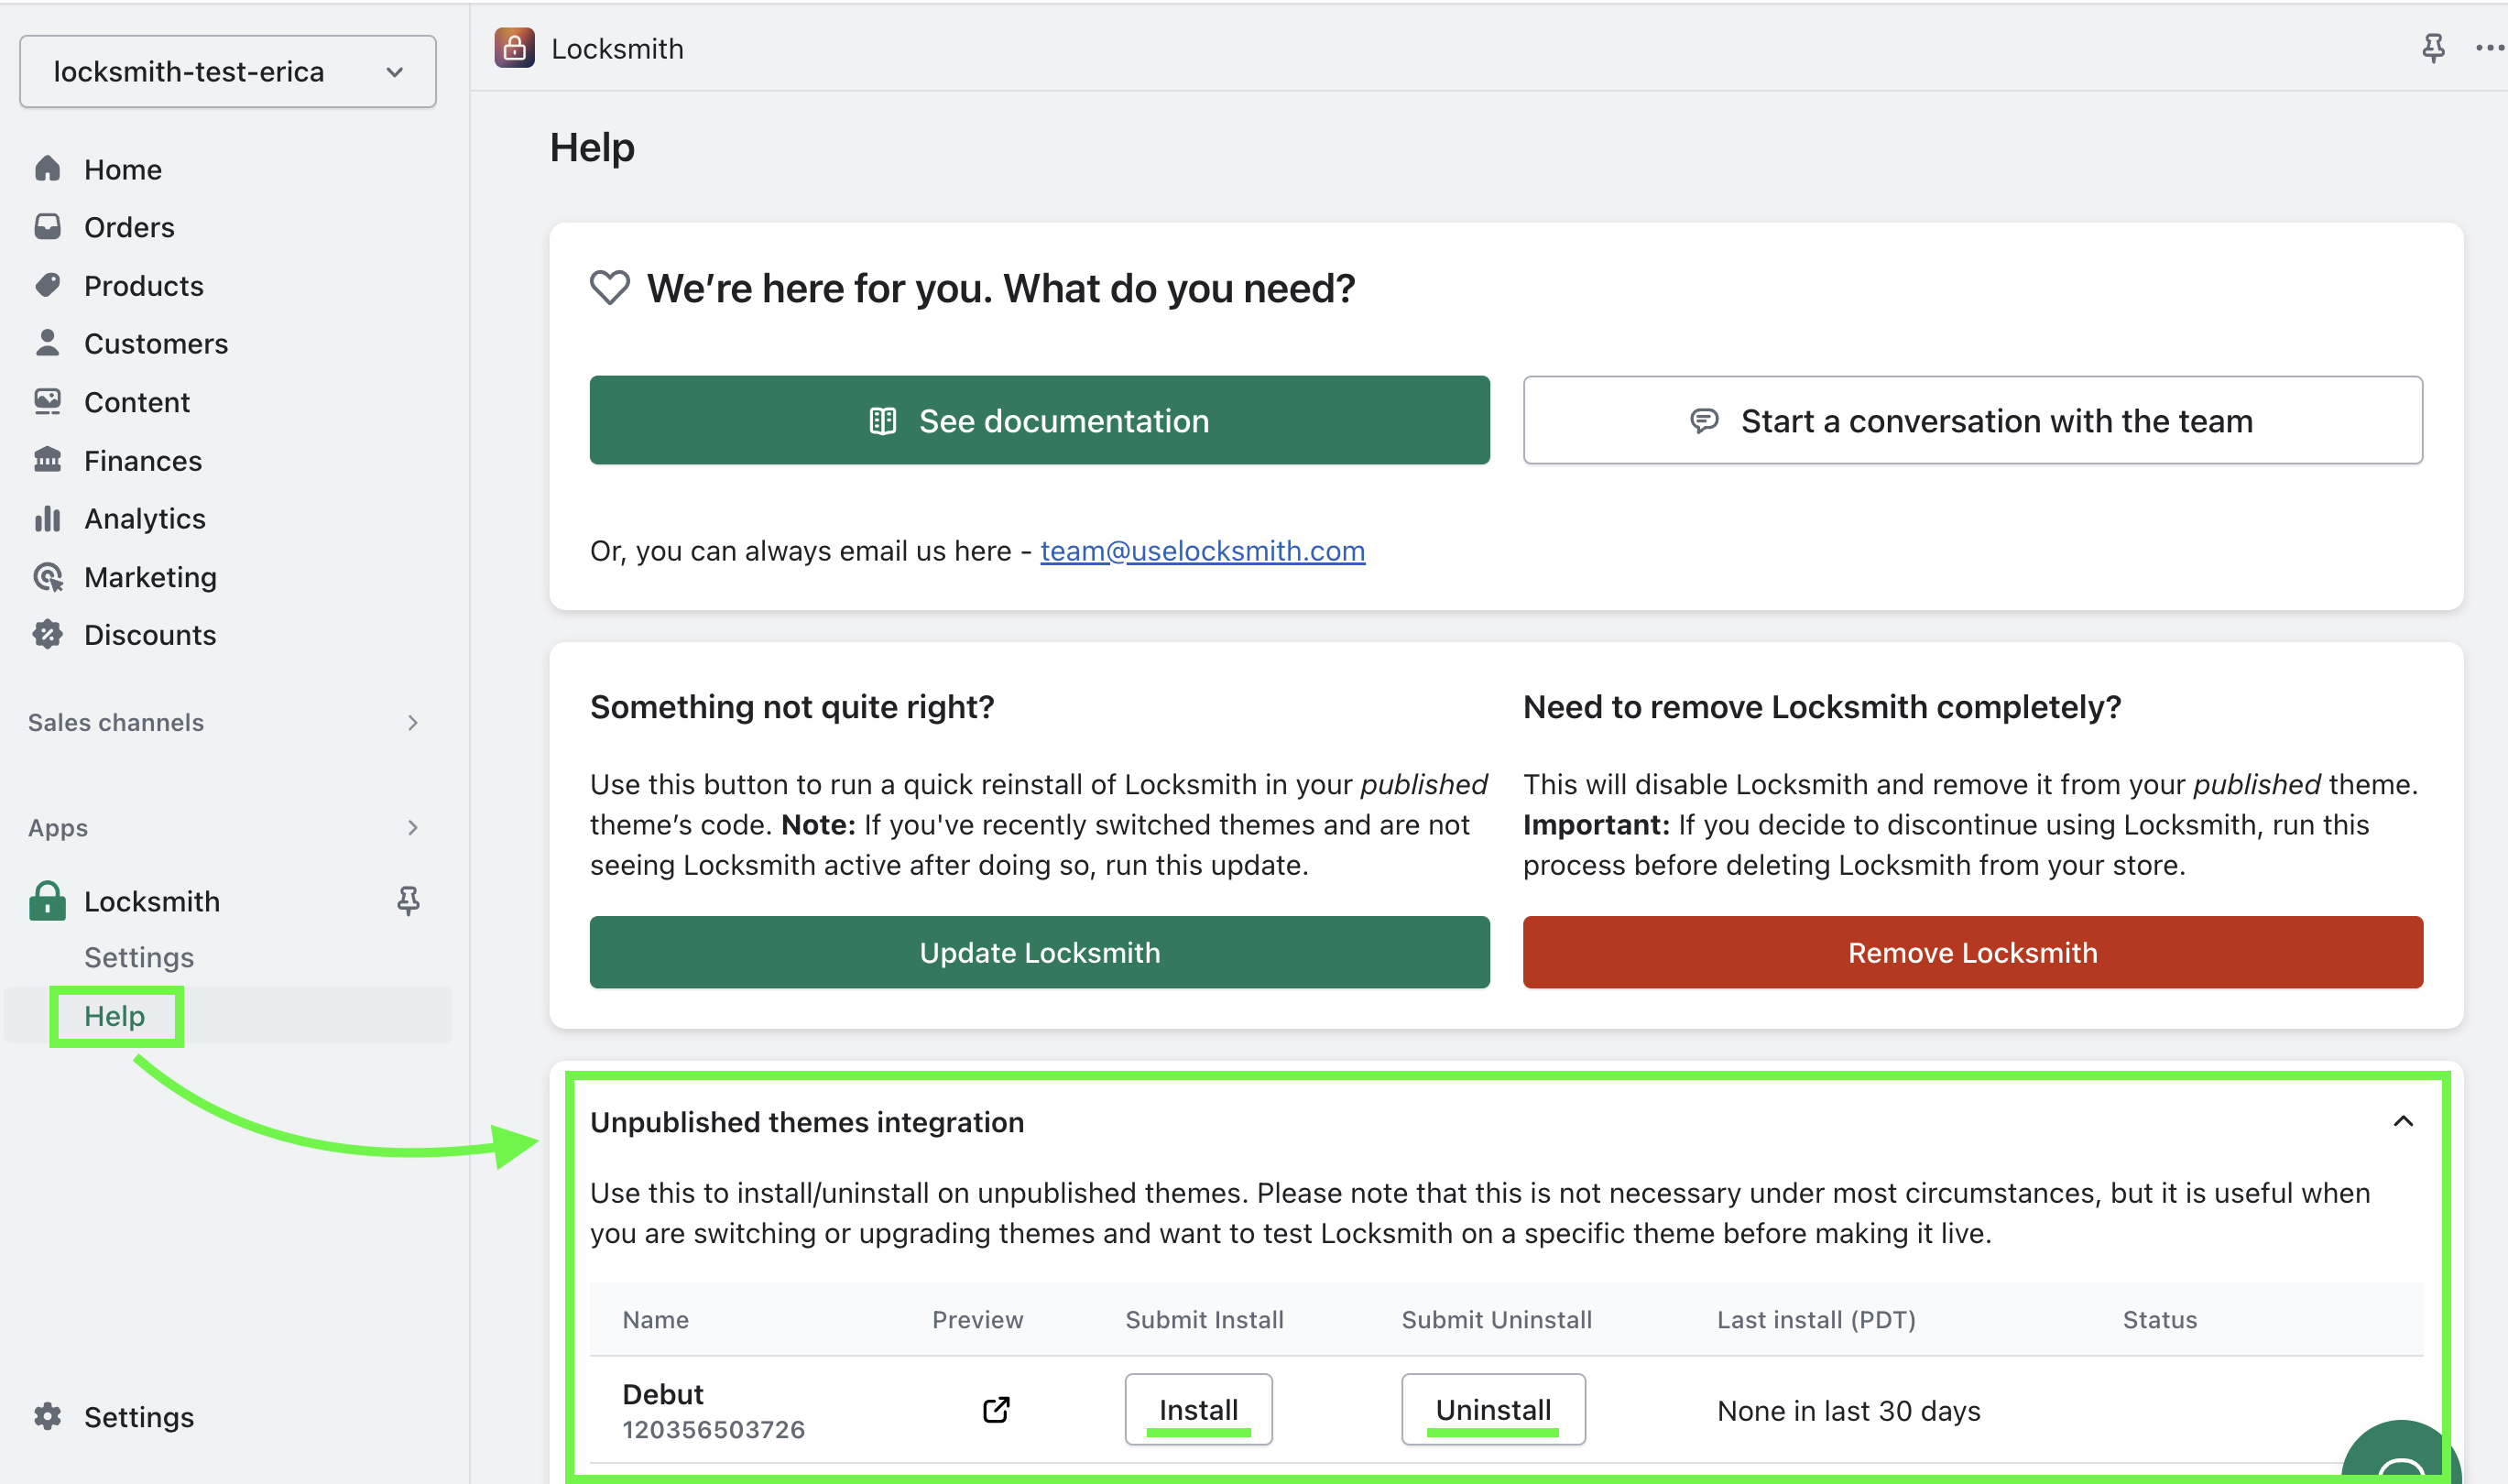 locksmith-test-erica
Home
Orders
Products
Customers
Content
Finances
Analytics
Marketing
Discounts
Sales channels
Apps
Locksmith
Settings
Help
Settings
Locksmith
Help
We’re here for you. What do you need?
See documentation
Start a conversation with the team
Or, you can always email us here - team@uselocksmith.com
Something not quite right?
Use this button to run a quick reinstall of Locksmith in your published
theme’s code. Note: If you've recently switched themes and are not
seeing Locksmith active after doing so, run this update.
Update Locksmith
Need to remove Locksmith completely?
This will disable Locksmith and remove it from your published theme.
Important: If you decide to discontinue using Locksmith, run this
process before deleting Locksmith from your store.
Remove Locksmith
Unpublished themes integration
Use this to install/uninstall on unpublished themes. Please note that this is not necessary under most circumstances, but it is useful when
you are switching or upgrading themes and want to test Locksmith on a specific theme before making it live.
Name Preview Submit Install Submit Uninstall Last install (PDT) Status
Debut
120356503726
Install
Uninstall
None in last 30 days